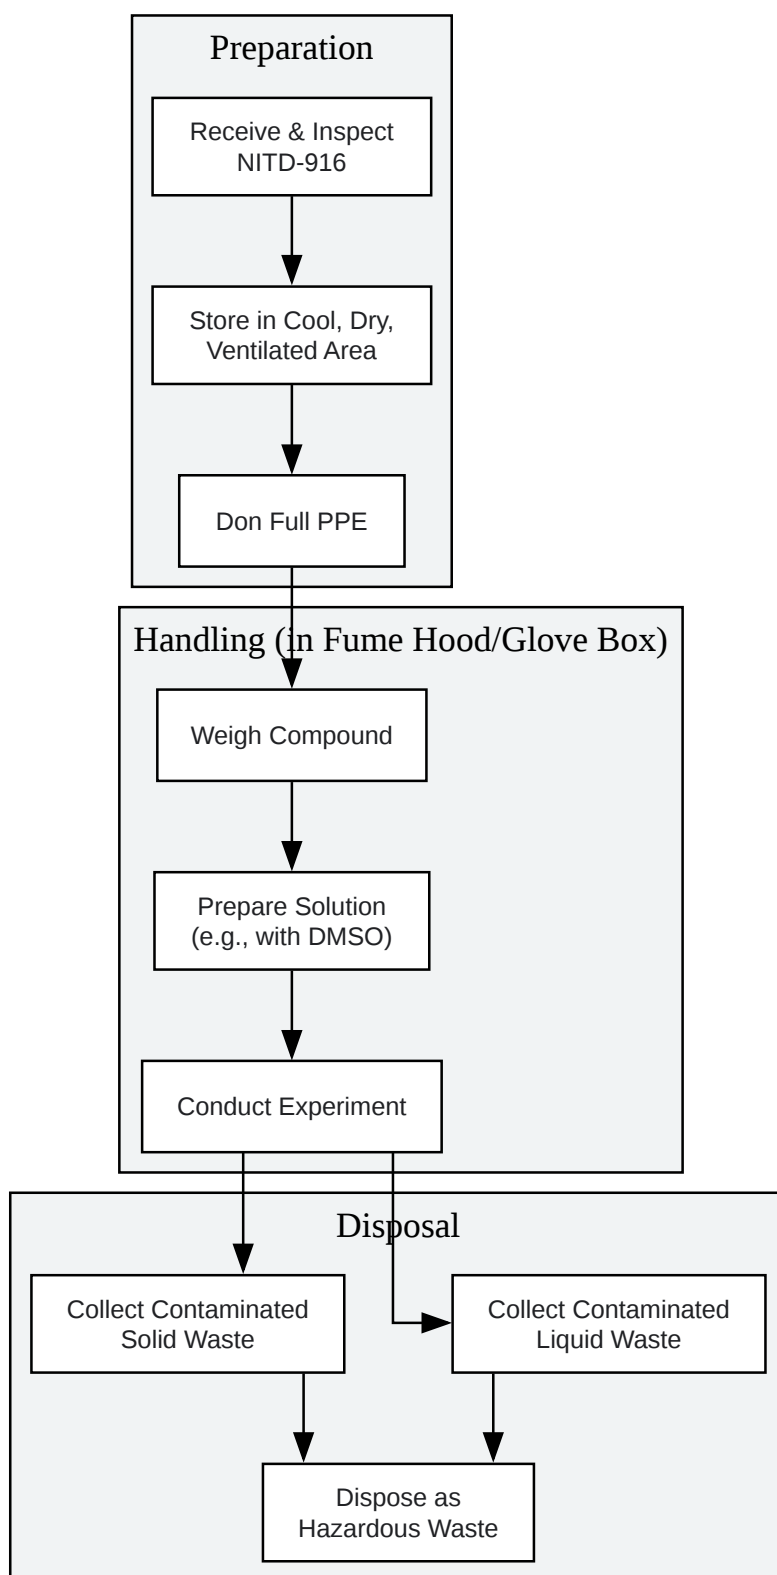 Preparation
Receive & Inspect
NITD-916
Store in Cool, Dry,
Ventilated Area
Don Full PPE
Handling (in Fume Hood/Glove Box)
Weigh Compound
Prepare Solution
(e.g., with DMSO)
Conduct Experiment
Disposal
Collect Contaminated
Solid Waste
Collect Contaminated
Liquid Waste
Dispose as
Hazardous Waste